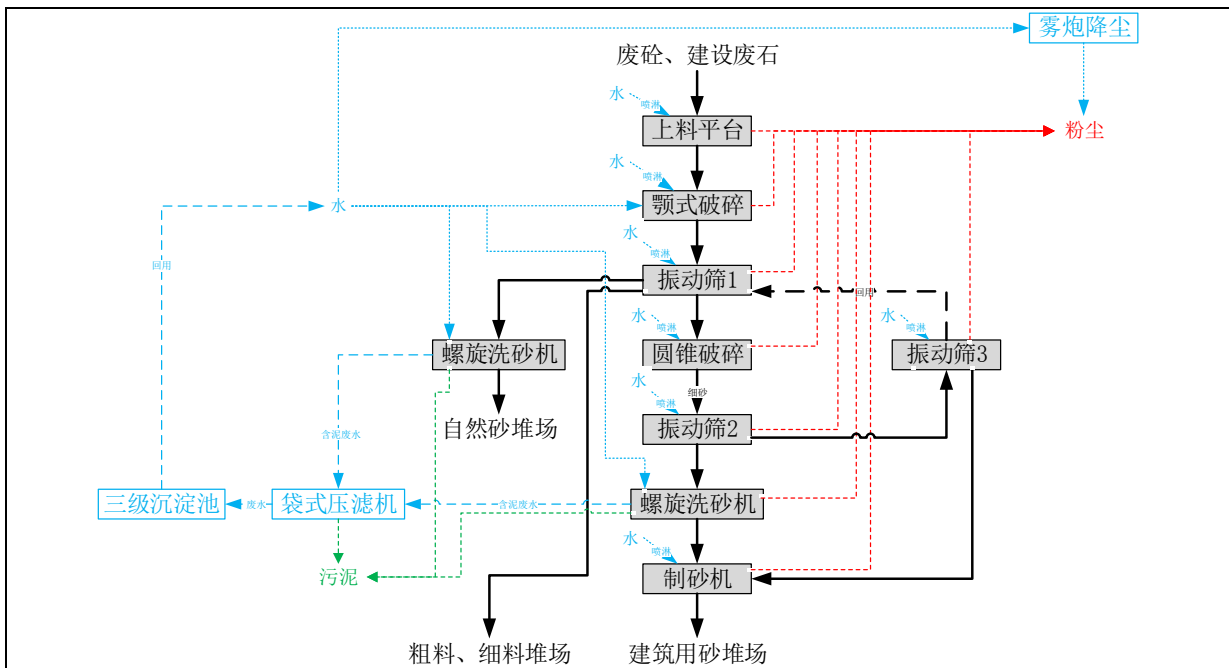 雾炮降尘
废砼、建设废石
水
喷淋
上料平台
粉尘
水
喷淋
水
颚式破碎
水
喷淋
回用
振动筛1
回用
水
喷淋
水
喷淋
螺旋洗砂机
圆锥破碎
振动筛3
水
细砂
喷淋
自然砂堆场
振动筛2
含泥废水
三级沉淀池
废水
袋式压滤机
含泥废水
螺旋洗砂机
水
喷淋
污泥
制砂机
粗料、细料堆场
建筑用砂堆场